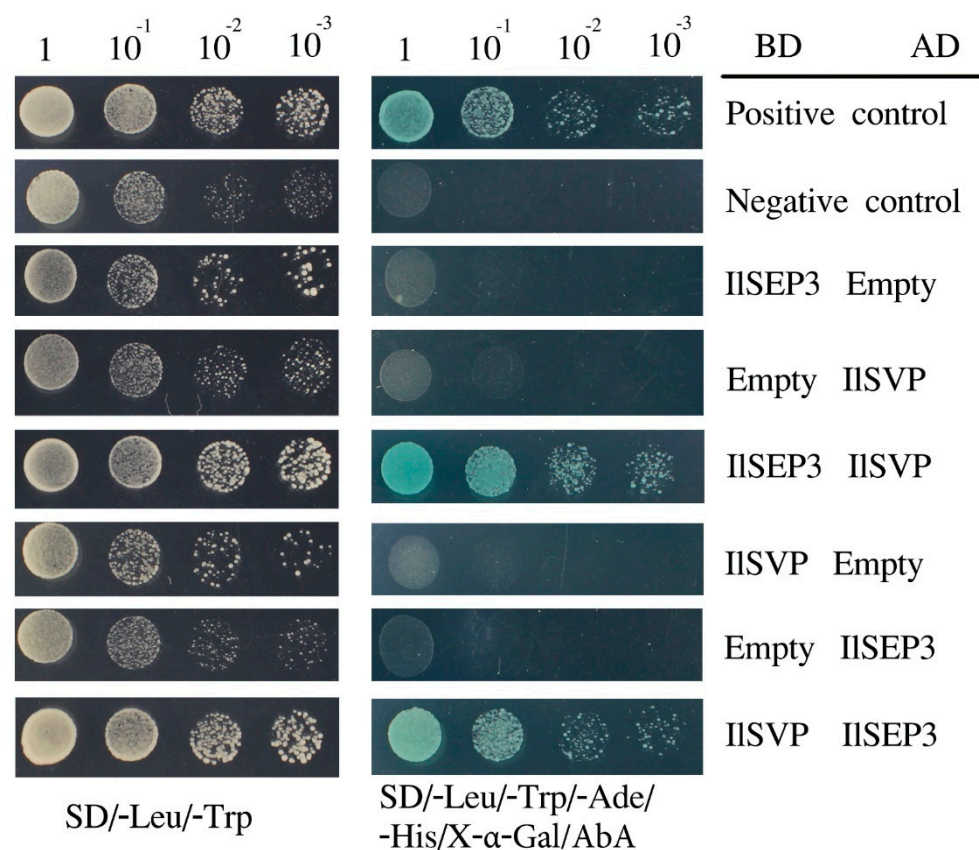 1 10⁻¹ 10⁻² 10⁻³ 1 10⁻¹ 10⁻² 10⁻³ BD AD
Positive control
Negative control
IlSEP3 Empty
Empty IlSVP
IlSEP3 IlSVP
IlSVP Empty
Empty IlSEP3
IlSVP IlSEP3
SD/-Leu/-Trp
SD/-Leu/-Trp/-Ade/
-His/X-α-Gal/AbA